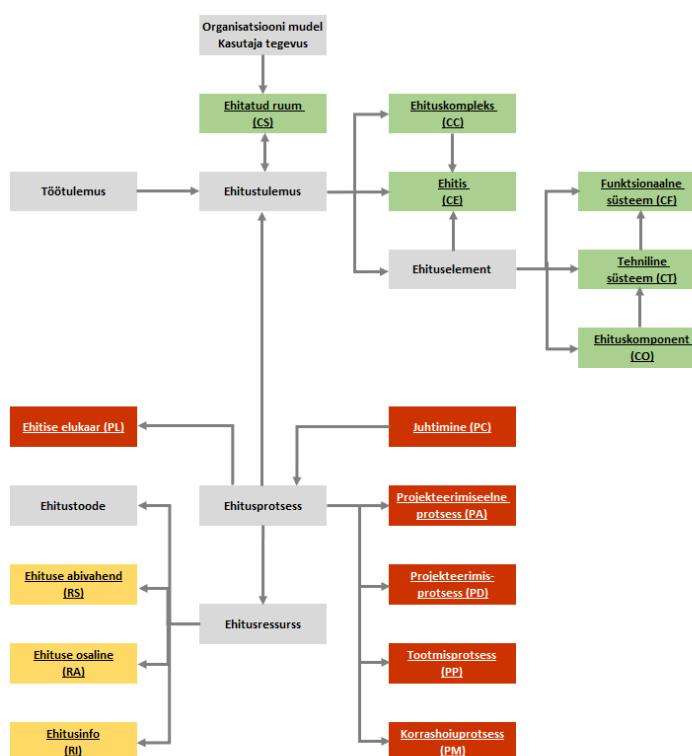 Organisatsiooni mudel
Kasutaja tegevus
Ehitatud ruum
(CS)
Ehituskompleks
(CC)
Töötulemus
Ehitustulemus
Ehitis
(CE)
Funktsionaalne
süsteem (CF)
Ehituselement
Tehniline
süsteem (CT)
Ehituskomponent
(CO)
Ehitise elukaar (PL)
Juhtimine (PC)
Ehitustoode
Ehitusprotsess
Projekteerimiseelne
protsess (PA)
Ehituse abivahend
(RS)
Projekteerimis-
protsess (PD)
Ehitusressurss
Ehituse osaline
(RA)
Tootmisprotsess
(PP)
Ehitusinfo
(RI)
Korrashoiuprotsess
(PM)